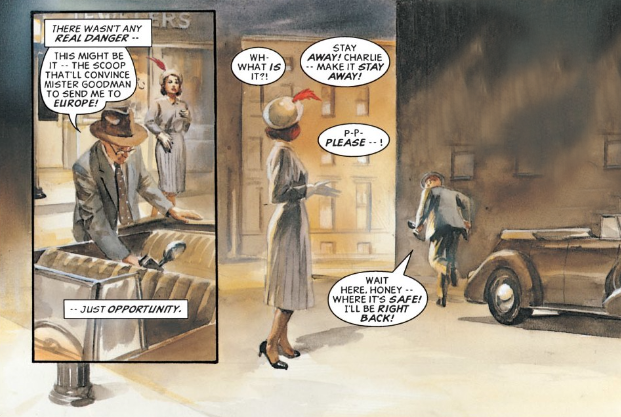 JEWELERS
THERE WASN'T ANY
REAL DANGER --
THIS MIGHT BE
IT -- THE SCOOP
THAT'LL CONVINCE
MISTER GOODMAN
TO SEND ME TO
EUROPE!
-- JUST OPPORTUNITY.
WH-
WHAT IS
IT?!
STAY
AWAY! CHARLIE
-- MAKE IT STAY
AWAY!
P-P-
PLEASE -- !
WAIT
HERE, HONEY --
WHERE IT'S SAFE!
I'LL BE RIGHT
BACK!